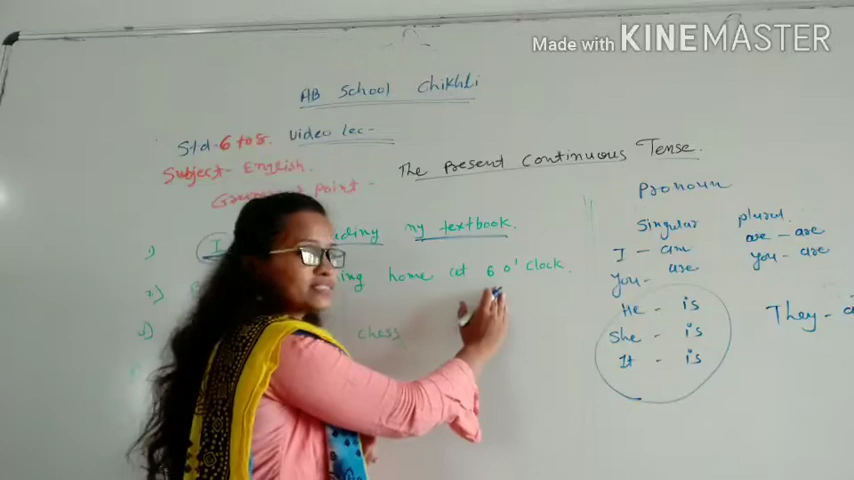 Made with KINEMASTER
AB School Chikhli
Std-6 to 8. video lec-
Subject- English.
Grammar point - The present continuous Tense.
1) I reading my textbook.
2) ing home at 6 o' clock.
3) chess
pronoun
Singular plural.
I - am we - are
you - are you - are
He - is They -
She - is
It - is